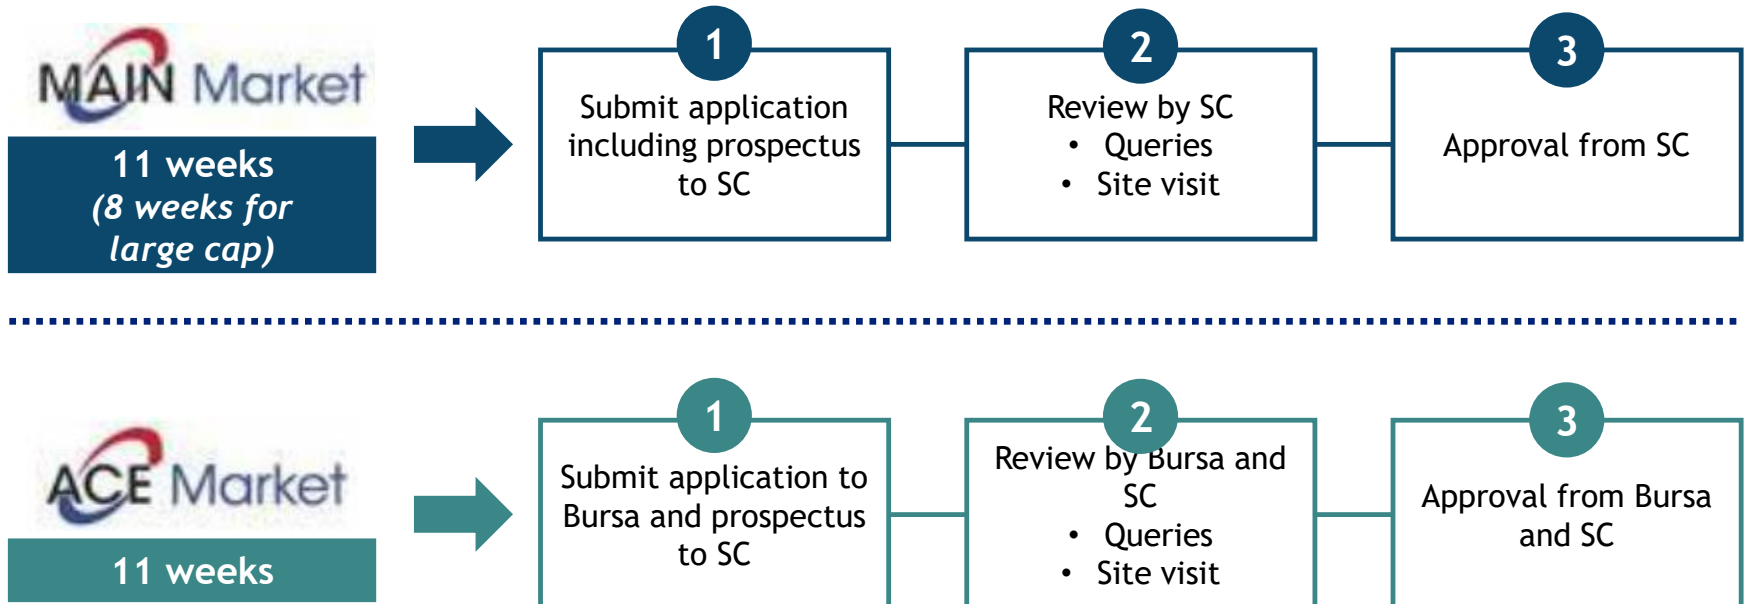 MAIN Market
11 weeks
(8 weeks for
large cap)
1
Submit application
including prospectus
to SC
2
Review by SC
• Queries
• Site visit
3
Approval from SC
ACE Market
11 weeks
1
Submit application to
Bursa and prospectus
to SC
2
Review by Bursa and
SC
• Queries
• Site visit
3
Approval from Bursa
and SC